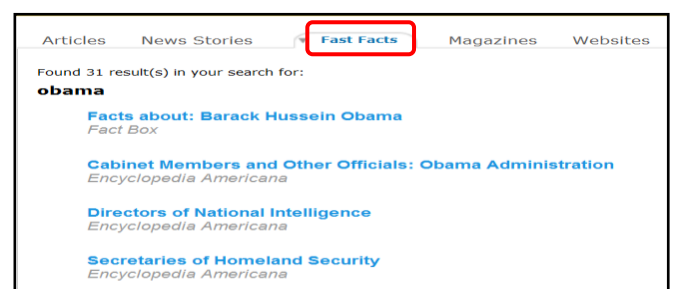 Articles News Stories Fast Facts Magazines Websites
Found 31 result(s) in your search for:
obama
Facts about: Barack Hussein Obama
Fact Box
Cabinet Members and Other Officials: Obama Administration
Encyclopedia Americana
Directors of National Intelligence
Encyclopedia Americana
Secretaries of Homeland Security
Encyclopedia Americana